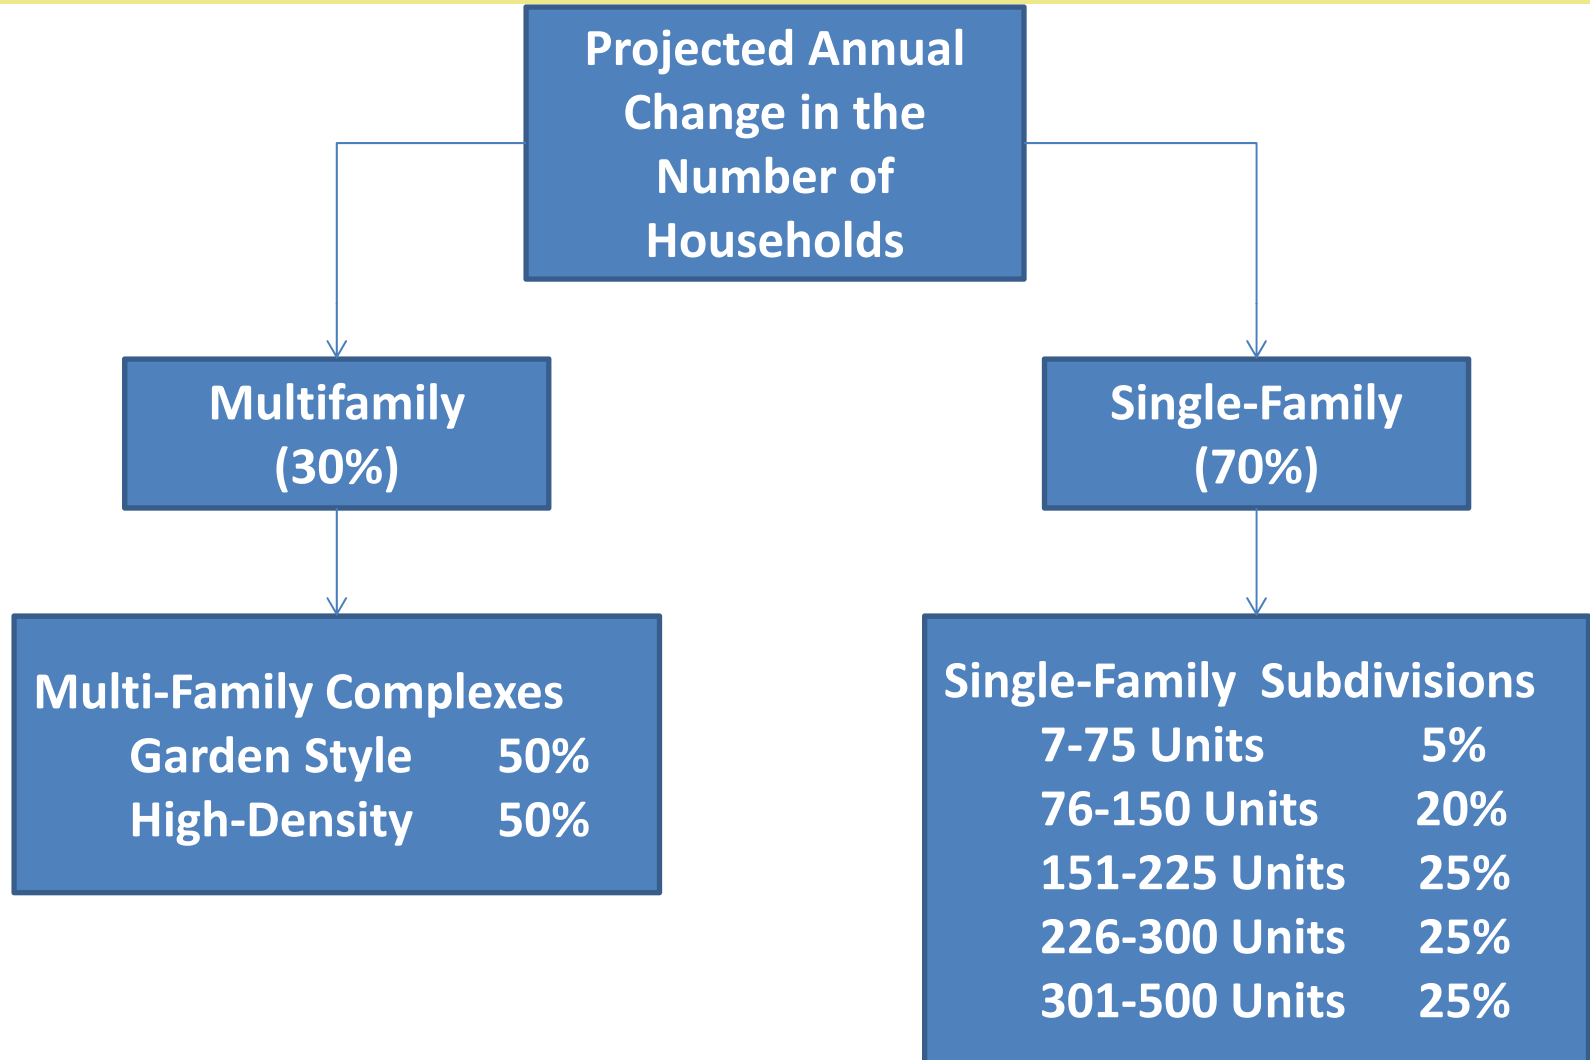 Projected Annual
Change in the
Number of
Households
Multifamily
(30%)
Single-Family
(70%)
Multi-Family Complexes
Garden Style 50%
High-Density 50%
Single-Family Subdivisions
7-75 Units 5%
76-150 Units 20%
151-225 Units 25%
226-300 Units 25%
301-500 Units 25%